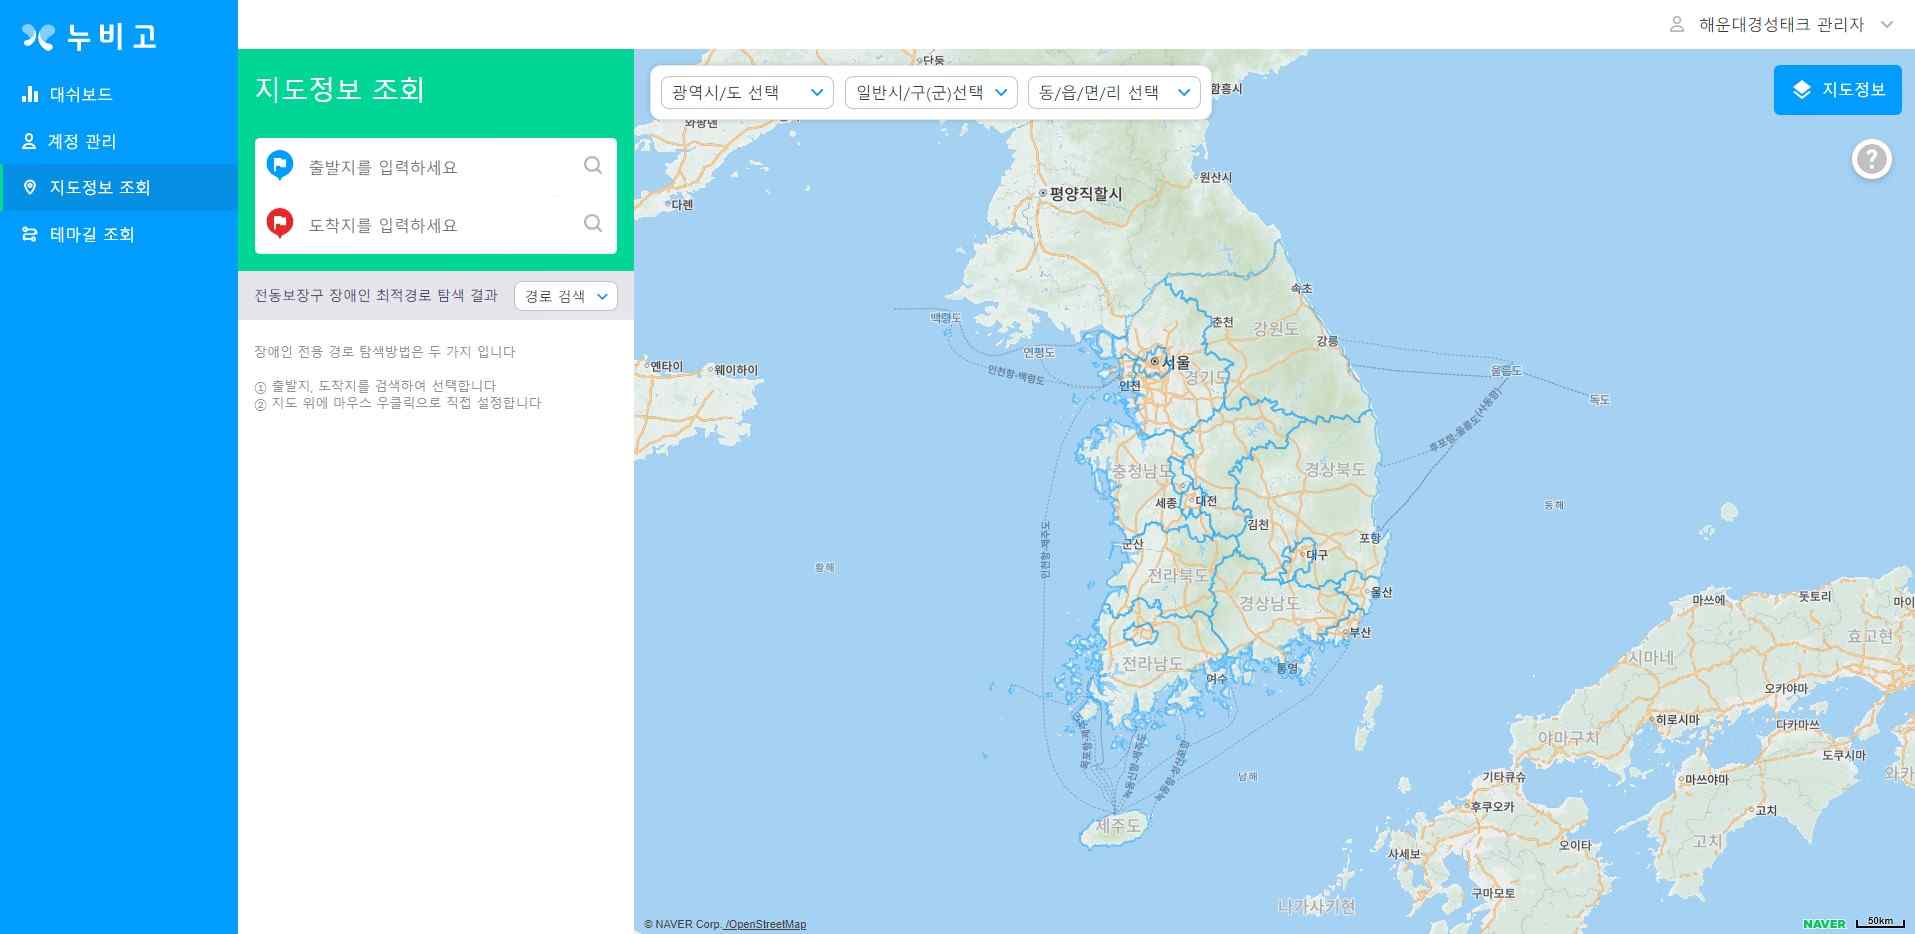 누비고
해운대경성태크 관리자
대쉬보드
계정 관리
지도정보 조회
테마길 조회
지도정보 조회
출발지를 입력하세요
도착지를 입력하세요
전동보장구 장애인 최적경로 탐색 결과
경로 검색
장애인 전용 경로 탐색방법은 두 가지 입니다
① 출발지, 도착지를 검색하여 선택합니다
② 지도 위에 마우스 우클릭으로 직접 설정합니다
광역시/도 선택
일반시/구(군)선택
동/읍/면/리 선택
지도정보
?
단둥
함흥시
와팡뎬
원산시
평양직할시
다롄
속초
백령도
춘천
강원도
강릉
연평도
서울
옌타이
웨이하이
인천항-백령도
경기도
인천
울릉도
독도
후포항-울릉도(사동항)
충청남도
경상북도
세종
대전
동해
김천
인천항-제주도
군산
포항
대구
황해
전라북도
울산
경상남도
마쓰에
돗토리
마이
부산
효고현
시마네
전라남도
통영
여수
오카야마
히로시마
다카마쓰
야마구치
녹동신항-제주도
녹동항-성산포항
도쿠시마
남해
기타큐슈
마쓰야마
와카
후쿠오카
고치
제주도
고치
오이타
사세보
구마모토
나가사키현
© NAVER Corp. /OpenStreetMap
NAVER
50km